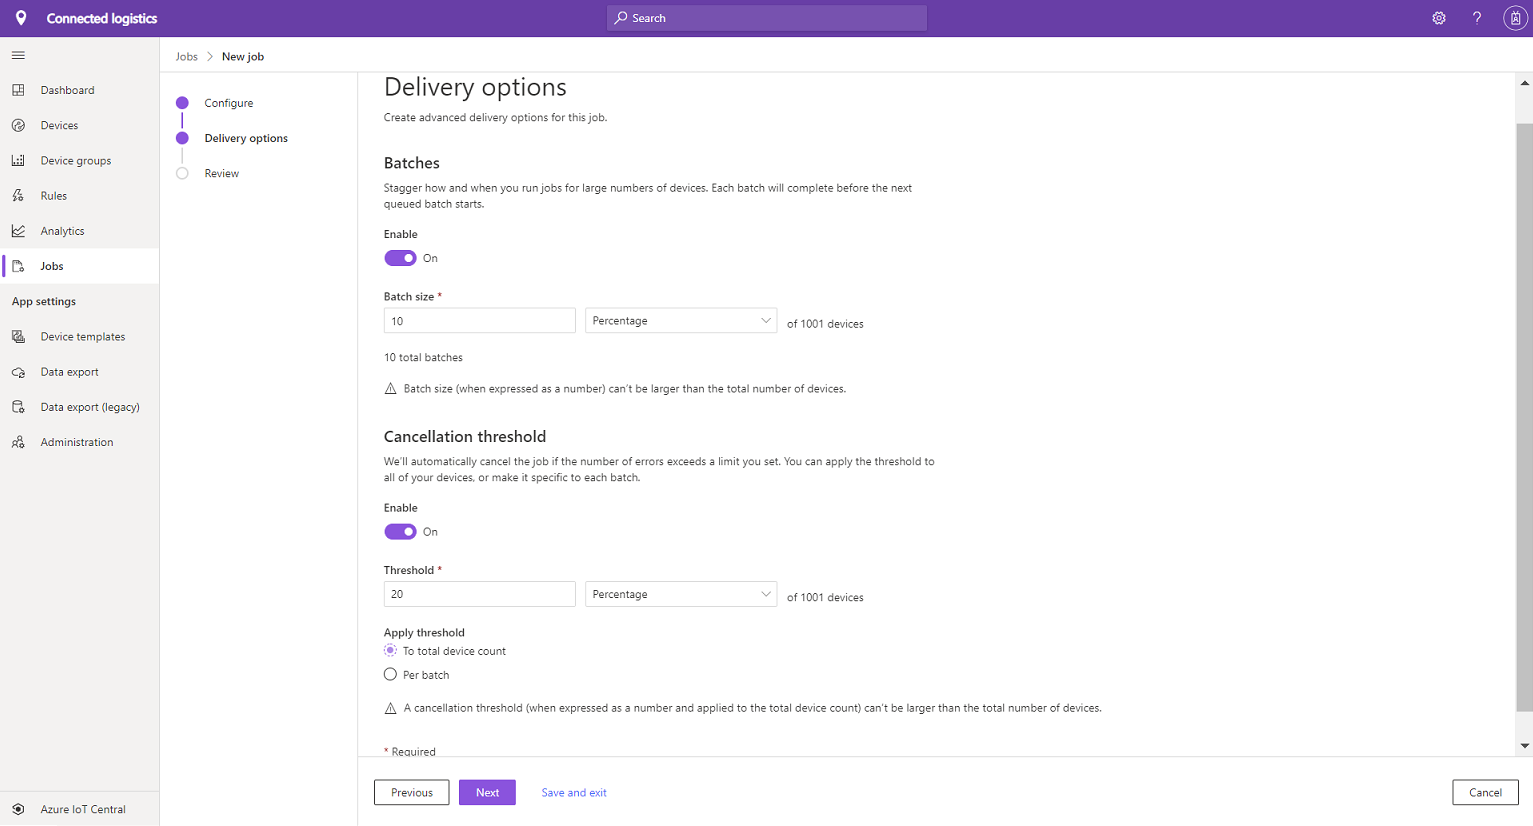 Connected logistics
Search
Jobs > New job
Dashboard
Devices
Device groups
Rules
Analytics
Jobs
App settings
Device templates
Data export
Data export (legacy)
Administration
Azure IoT Central
Configure
Delivery options
Review
Delivery options
Create advanced delivery options for this job.
Batches
Stagger how and when you run jobs for large numbers of devices. Each batch will complete before the next
queued batch starts.
Enable
On
Batch size *
10 Percentage of 1001 devices
10 total batches
Batch size (when expressed as a number) can't be larger than the total number of devices.
Cancellation threshold
We'll automatically cancel the job if the number of errors exceeds a limit you set. You can apply the threshold to
all of your devices, or make it specific to each batch.
Enable
On
Threshold *
20 Percentage of 1001 devices
Apply threshold
To total device count
Per batch
A cancellation threshold (when expressed as a number and applied to the total device count) can't be larger than the total number of devices.
* Required
Previous Next Save and exit Cancel